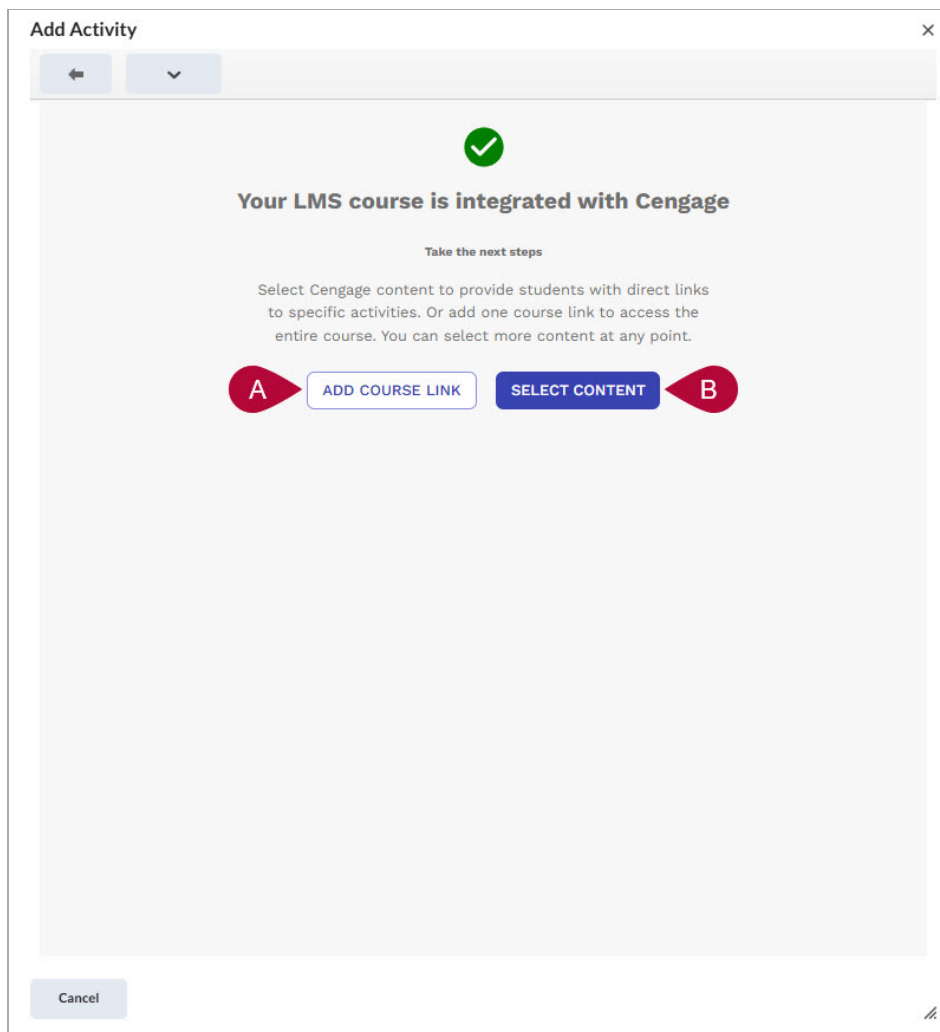 Add Activity
Your LMS course is integrated with Cengage
Take the next steps
Select Cengage content to provide students with direct links
to specific activities. Or add one course link to access the
entire course. You can select more content at any point.
A ADD COURSE LINK SELECT CONTENT B
Cancel